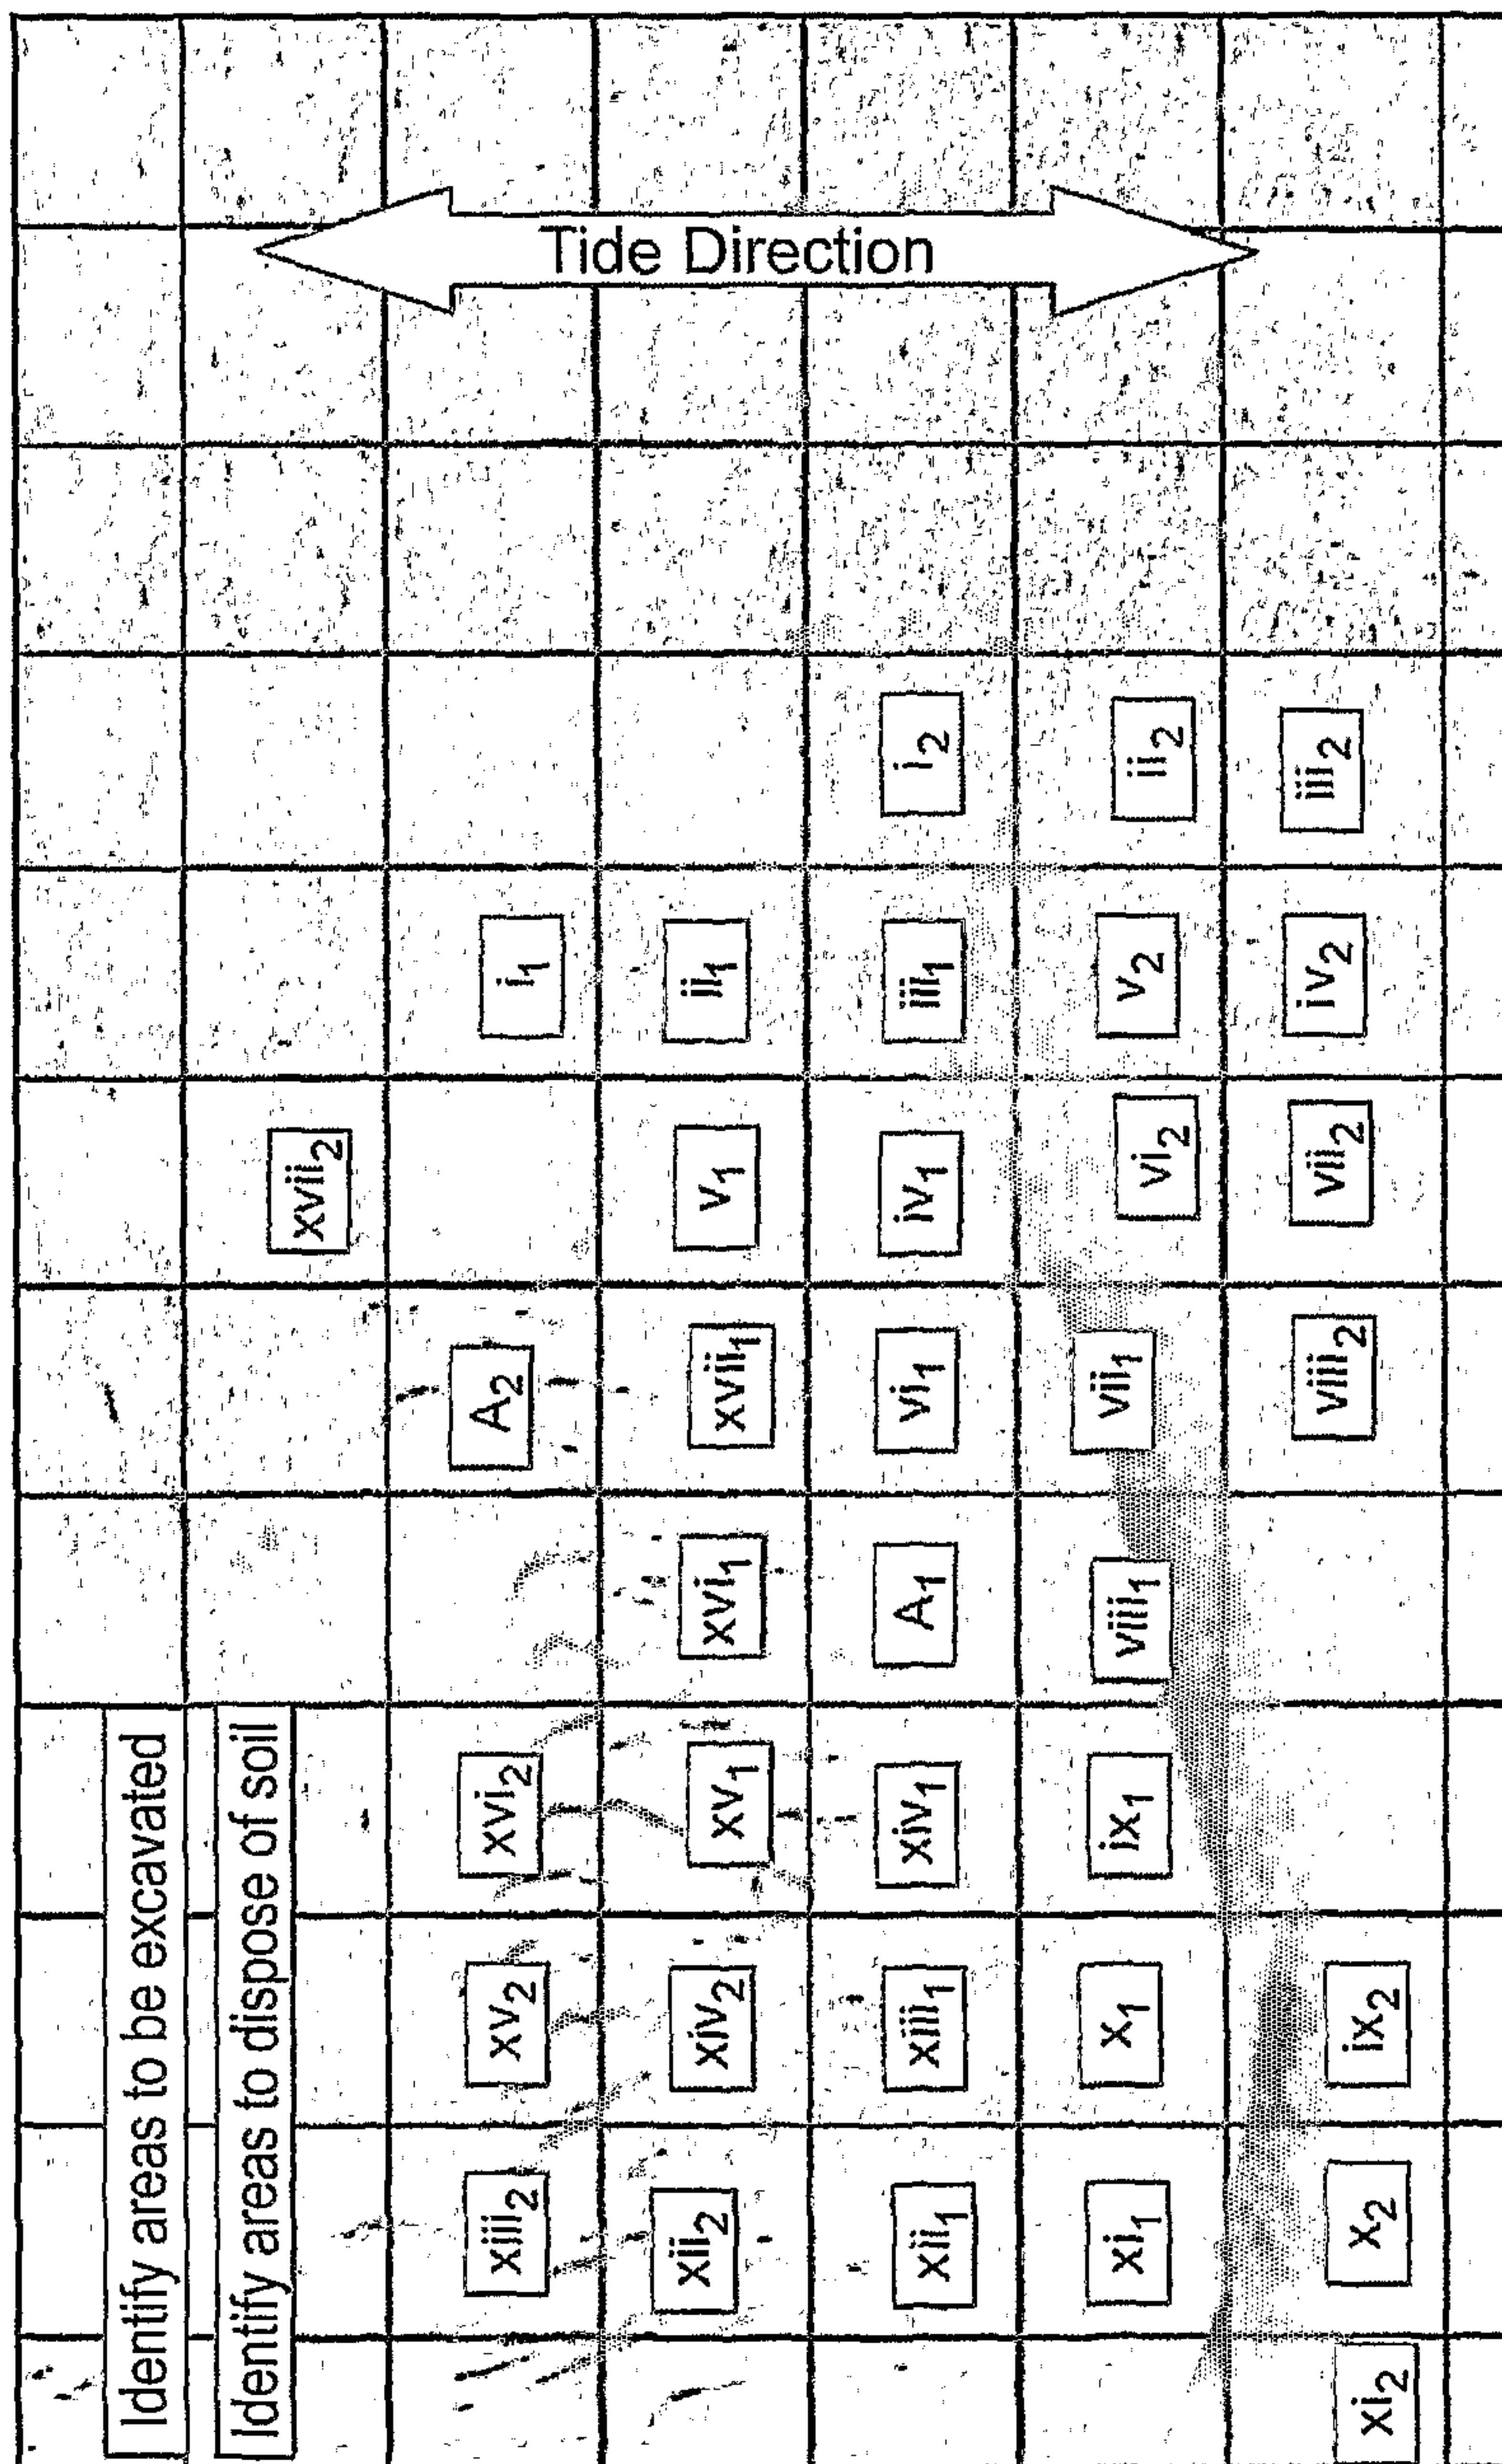 Tide Direction
Identify areas to be excavated
Identify areas to dispose of soil
xvii₂
xiii₂ xv₂ xvi₂ A₂ i₁
xii₂ xiv₂ xv₁ xvi₁ xvii₁ v₁ ii₁
xii₁ xiii₁ xiv₁ A₁ vi₁ iv₁ iii₁ i₂
xi₁ x₁ ix₁ viii₁ vii₁ vi₂ v₂ ii₂
xi₂ x₂ ix₂ viii₂ vii₂ iv₂ iii₂